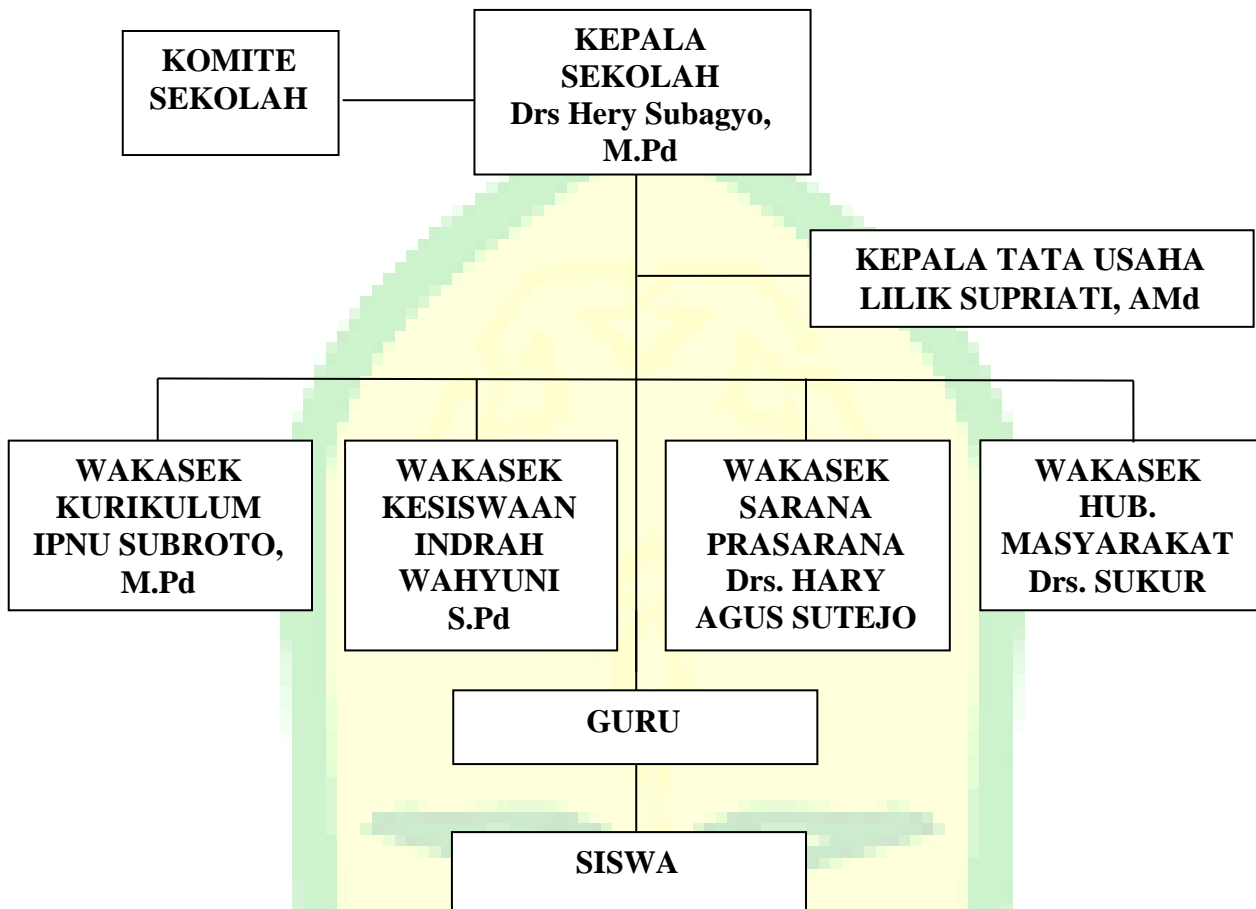 KOMITE
SEKOLAH
KEPALA
SEKOLAH
Drs Hery Subagyo,
M.Pd
KEPALA TATA USAHA
LILIK SUPRIATI, AMd
WAKASEK
KURIKULUM
IPNU SUBROTO,
M.Pd
WAKASEK
KESISWAAN
INDRAH
WAHYUNI
S.Pd
WAKASEK
SARANA
PRASARANA
Drs. HARY
AGUS SUTEJO
WAKASEK
HUB.
MASYARAKAT
Drs. SUKUR
GURU
SISWA